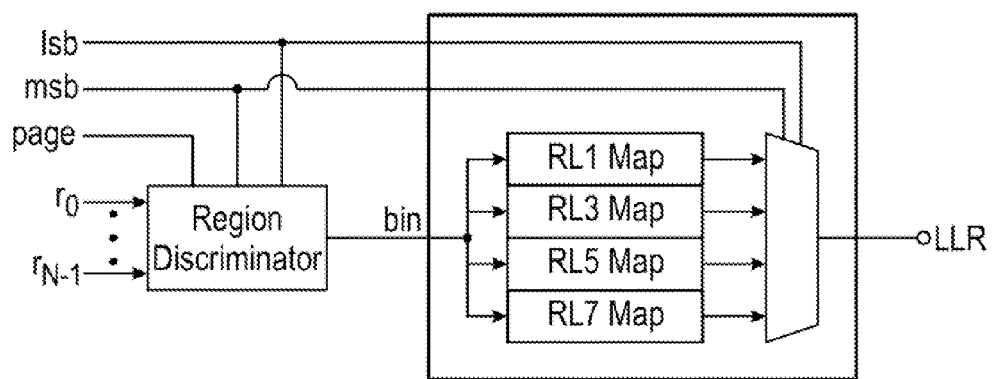 lsb
msb
page
r0
rN-1
Region
Discriminator
bin
RL1 Map
RL3 Map
RL5 Map
RL7 Map
LLR